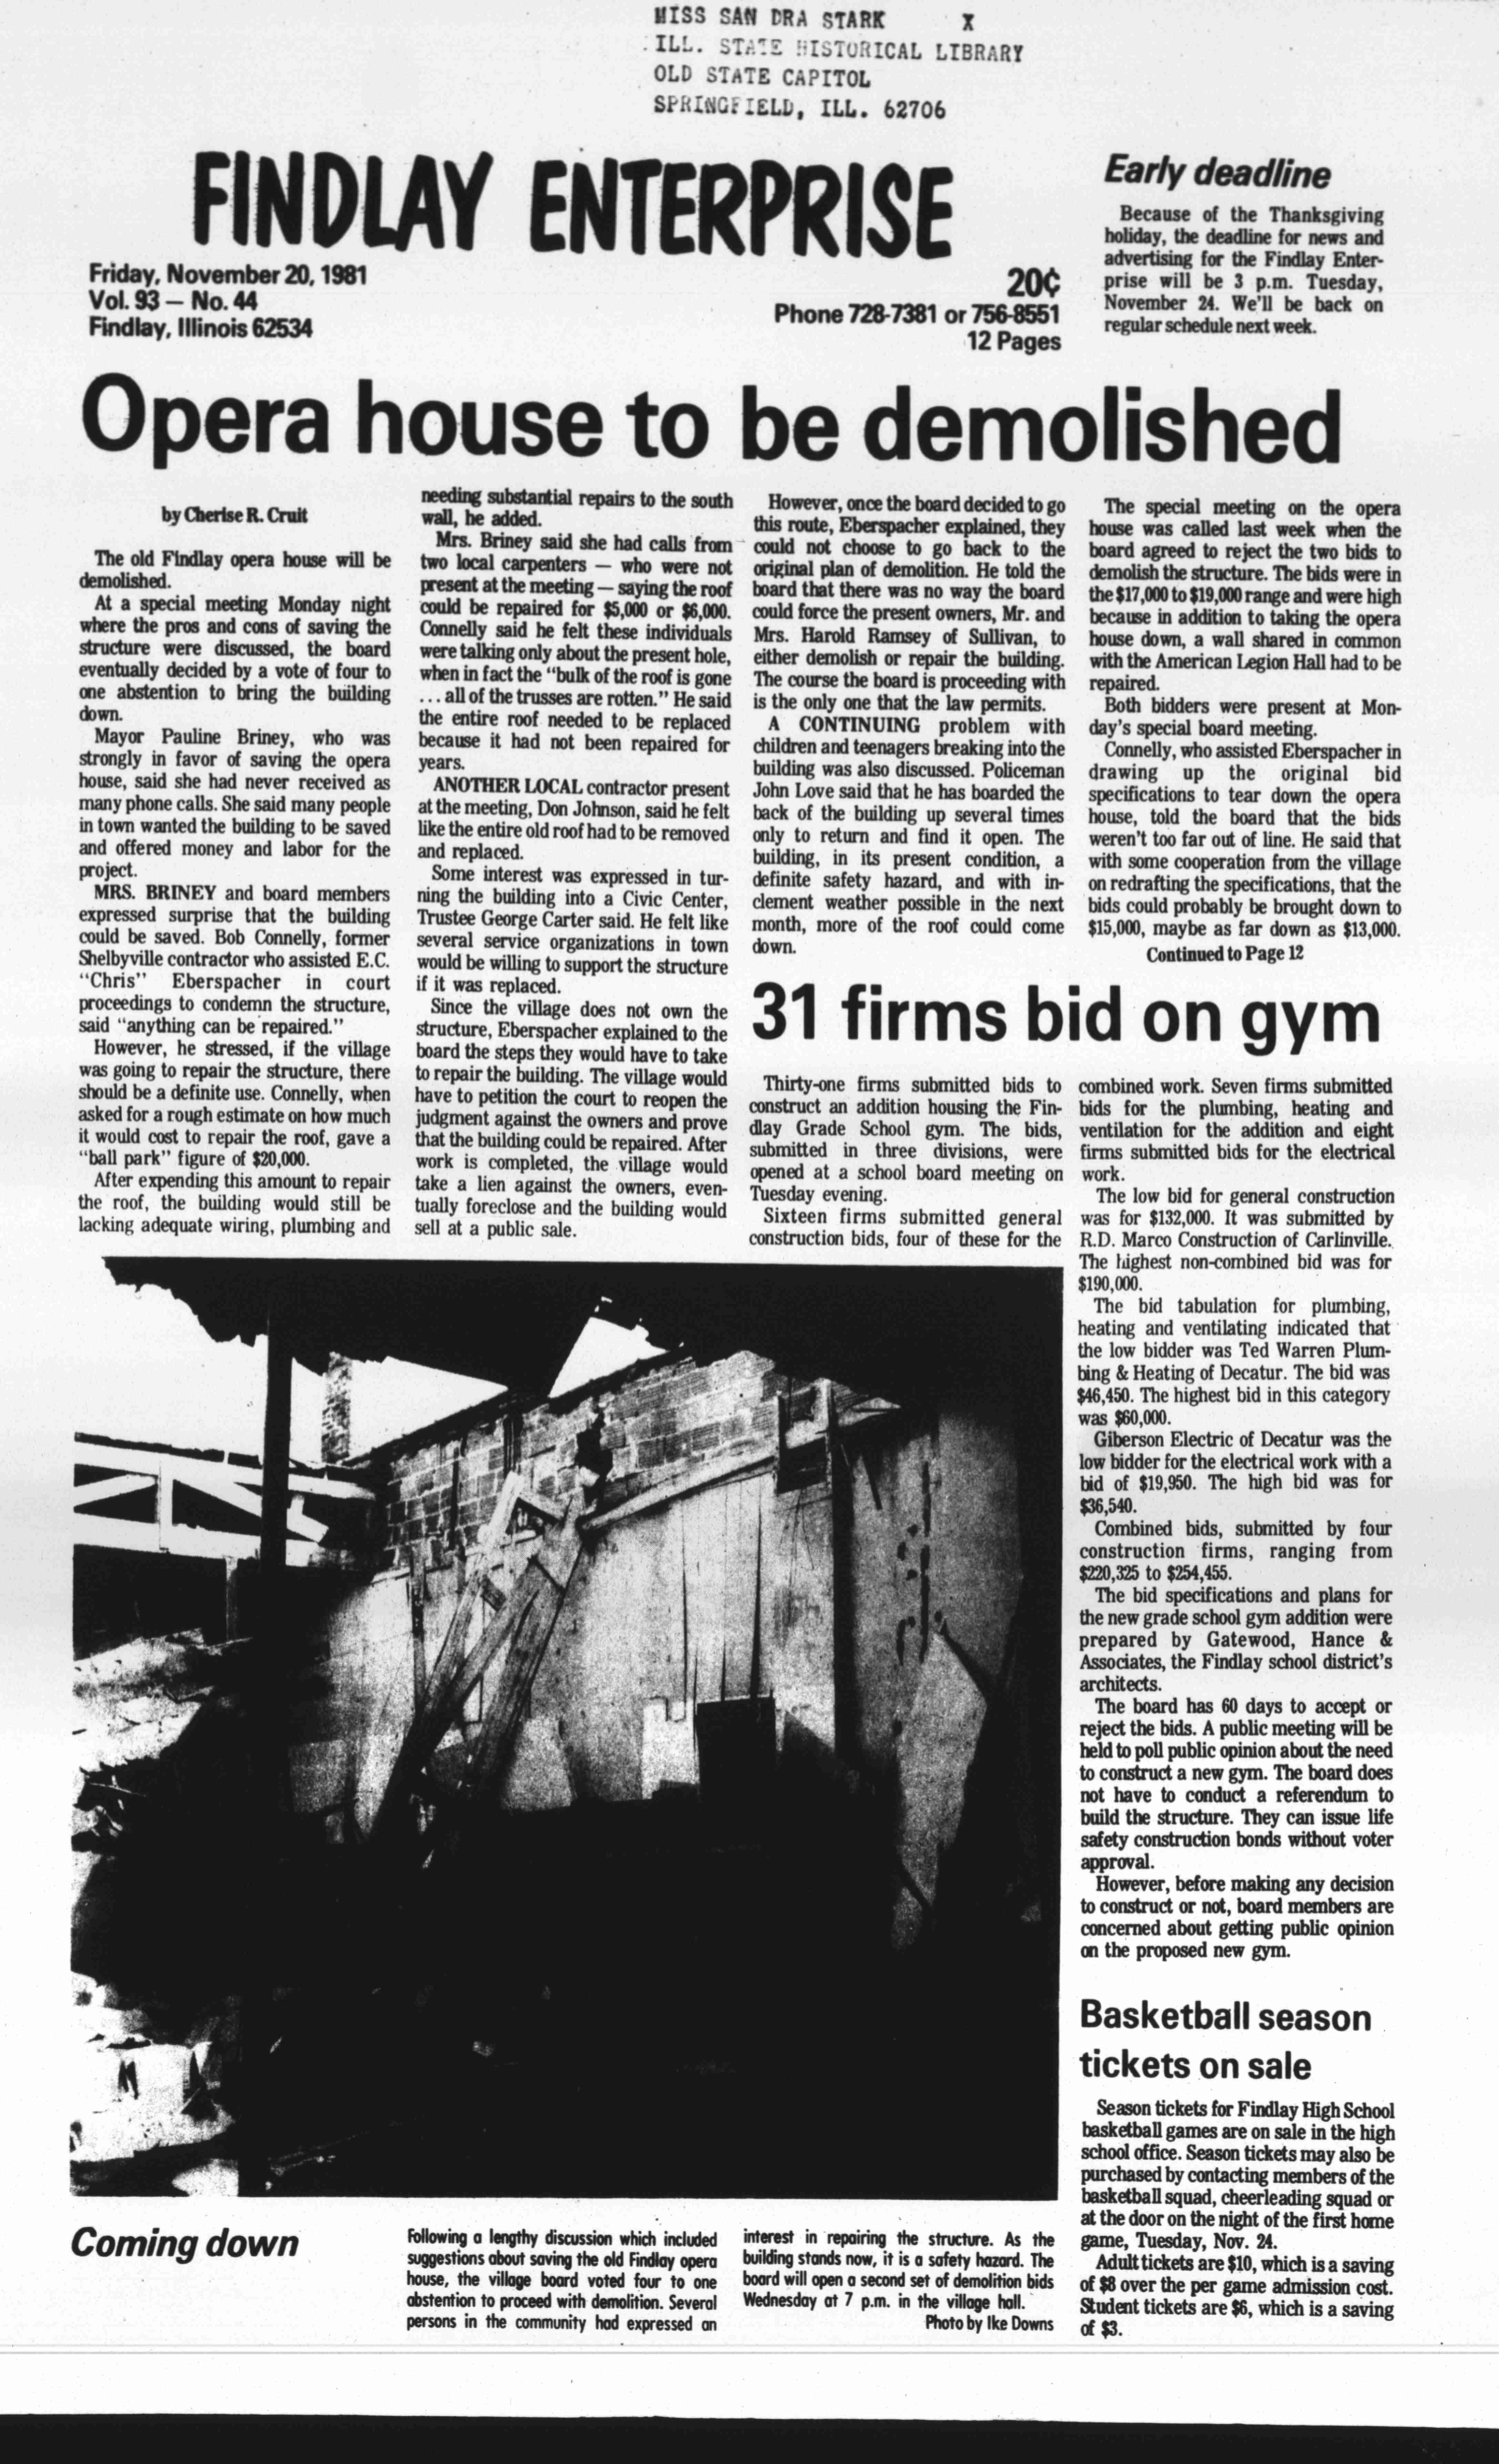 MISS SAN DRA STARK X
ILL. STATE HISTORICAL LIBRARY
OLD STATE CAPITOL
SPRINGFIELD, ILL. 62706
FINDLAY ENTERPRISE
Friday, November 20, 1981
Vol. 93 — No. 44
Findlay, Illinois 62534
20¢
Phone 728-7381 or 756-8551
12 Pages
Early deadline
Because of the Thanksgiving
holiday, the deadline for news and
advertising for the Findlay Enter-
prise will be 3 p.m. Tuesday,
November 24. We'll be back on
regular schedule next week.
Opera house to be demolished
by Cherise R. Cruit
The old Findlay opera house will be
demolished.
At a special meeting Monday night
where the pros and cons of saving the
structure were discussed, the board
eventually decided by a vote of four to
one abstention to bring the building
down.
Mayor Pauline Briney, who was
strongly in favor of saving the opera
house, said she had never received as
many phone calls. She said many people
in town wanted the building to be saved
and offered money and labor for the
project.
MRS. BRINEY and board members
expressed surprise that the building
could be saved. Bob Connelly, former
Shelbyville contractor who assisted E.C.
"Chris" Eberspacher in court
proceedings to condemn the structure,
said "anything can be repaired."
However, he stressed, if the village
was going to repair the structure, there
should be a definite use. Connelly, when
asked for a rough estimate on how much
it would cost to repair the roof, gave a
"ball park" figure of $20,000.
After expending this amount to repair
the roof, the building would still be
lacking adequate wiring, plumbing and
needing substantial repairs to the south
wall, he added.
Mrs. Briney said she had calls from
two local carpenters — who were not
present at the meeting — saying the roof
could be repaired for $5,000 or $6,000.
Connelly said he felt these individuals
were talking only about the present hole,
when in fact the "bulk of the roof is gone
. . . all of the trusses are rotten." He said
the entire roof needed to be replaced
because it had not been repaired for
years.
ANOTHER LOCAL contractor present
at the meeting, Don Johnson, said he felt
like the entire old roof had to be removed
and replaced.
Some interest was expressed in tur-
ning the building into a Civic Center,
Trustee George Carter said. He felt like
several service organizations in town
would be willing to support the structure
if it was replaced.
Since the village does not own the
structure, Eberspacher explained to the
board the steps they would have to take
to repair the building. The village would
have to petition the court to reopen the
judgment against the owners and prove
that the building could be repaired. After
work is completed, the village would
take a lien against the owners, even-
tually foreclose and the building would
sell at a public sale.
However, once the board decided to go
this route, Eberspacher explained, they
could not choose to go back to the
original plan of demolition. He told the
board that there was no way the board
could force the present owners, Mr. and
Mrs. Harold Ramsey of Sullivan, to
either demolish or repair the building.
The course the board is proceeding with
is the only one that the law permits.
A CONTINUING problem with
children and teenagers breaking into the
building was also discussed. Policeman
John Love said that he has boarded the
back of the building up several times
only to return and find it open. The
building, in its present condition, a
definite safety hazard, and with in-
clement weather possible in the next
month, more of the roof could come
down.
The special meeting on the opera
house was called last week when the
board agreed to reject the two bids to
demolish the structure. The bids were in
the $17,000 to $19,000 range and were high
because in addition to taking the opera
house down, a wall shared in common
with the American Legion Hall had to be
repaired.
Both bidders were present at Mon-
day's special board meeting.
Connelly, who assisted Eberspacher in
drawing up the original bid
specifications to tear down the opera
house, told the board that the bids
weren't too far out of line. He said that
with some cooperation from the village
on redrafting the specifications, that the
bids could probably be brought down to
$15,000, maybe as far down as $13,000.
Continued to Page 12
31 firms bid on gym
Thirty-one firms submitted bids to
construct an addition housing the Fin-
dlay Grade School gym. The bids,
submitted in three divisions, were
opened at a school board meeting on
Tuesday evening.
Sixteen firms submitted general
construction bids, four of these for the
combined work. Seven firms submitted
bids for the plumbing, heating and
ventilation for the addition and eight
firms submitted bids for the electrical
work.
The low bid for general construction
was for $132,000. It was submitted by
R.D. Marco Construction of Carlinville.
The highest non-combined bid was for
$190,000.
The bid tabulation for plumbing,
heating and ventilating indicated that
the low bidder was Ted Warren Plum-
bing & Heating of Decatur. The bid was
$46,450. The highest bid in this category
was $60,000.
Giberson Electric of Decatur was the
low bidder for the electrical work with a
bid of $19,950. The high bid was for
$36,540.
Combined bids, submitted by four
construction firms, ranging from
$220,325 to $254,455.
The bid specifications and plans for
the new grade school gym addition were
prepared by Gatewood, Hance &
Associates, the Findlay school district's
architects.
The board has 60 days to accept or
reject the bids. A public meeting will be
held to poll public opinion about the need
to construct a new gym. The board does
not have to conduct a referendum to
build the structure. They can issue life
safety construction bonds without voter
approval.
However, before making any decision
to construct or not, board members are
concerned about getting public opinion
on the proposed new gym.
Basketball season
tickets on sale
Season tickets for Findlay High School
basketball games are on sale in the high
school office. Season tickets may also be
purchased by contacting members of the
basketball squad, cheerleading squad or
at the door on the night of the first home
game, Tuesday, Nov. 24.
Adult tickets are $10, which is a saving
of $8 over the per game admission cost.
Student tickets are $6, which is a saving
of $3.
Coming down
Following a lengthy discussion which included
suggestions about saving the old Findlay opera
house, the village board voted four to one
abstention to proceed with demolition. Several
persons in the community had expressed an
interest in repairing the structure. As the
building stands now, it is a safety hazard. The
board will open a second set of demolition bids
Wednesday at 7 p.m. in the village hall.
Photo by Ike Downs